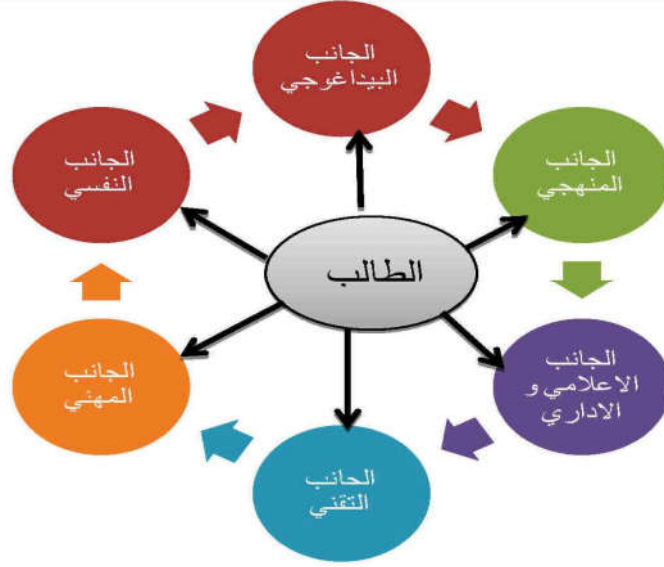 الجانب
البيداغوجي
الجانب
المنهجي
الجانب
الاعلامي و
الاداري
الجانب
التقني
الجانب
المهني
الجانب
النفسي
الطالب